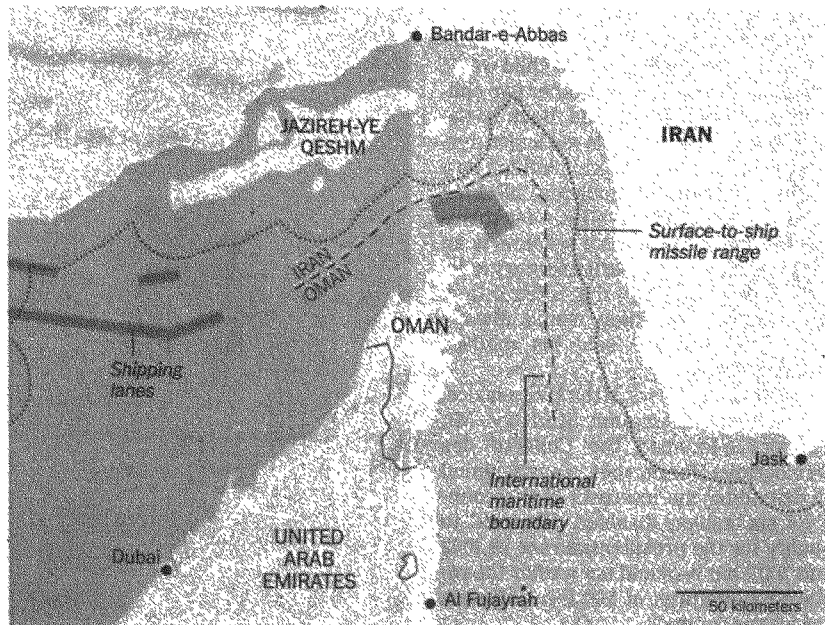 Bandar-e-Abbas
JAZIREH-YE
QESHM
IRAN
Surface-to-ship
missile range
IRAN
OMAN
OMAN
Shipping
lanes
Jask
International
maritime
boundary
UNITED
ARAB
EMIRATES
Dubai
Al Fujayrah
50 kilometers